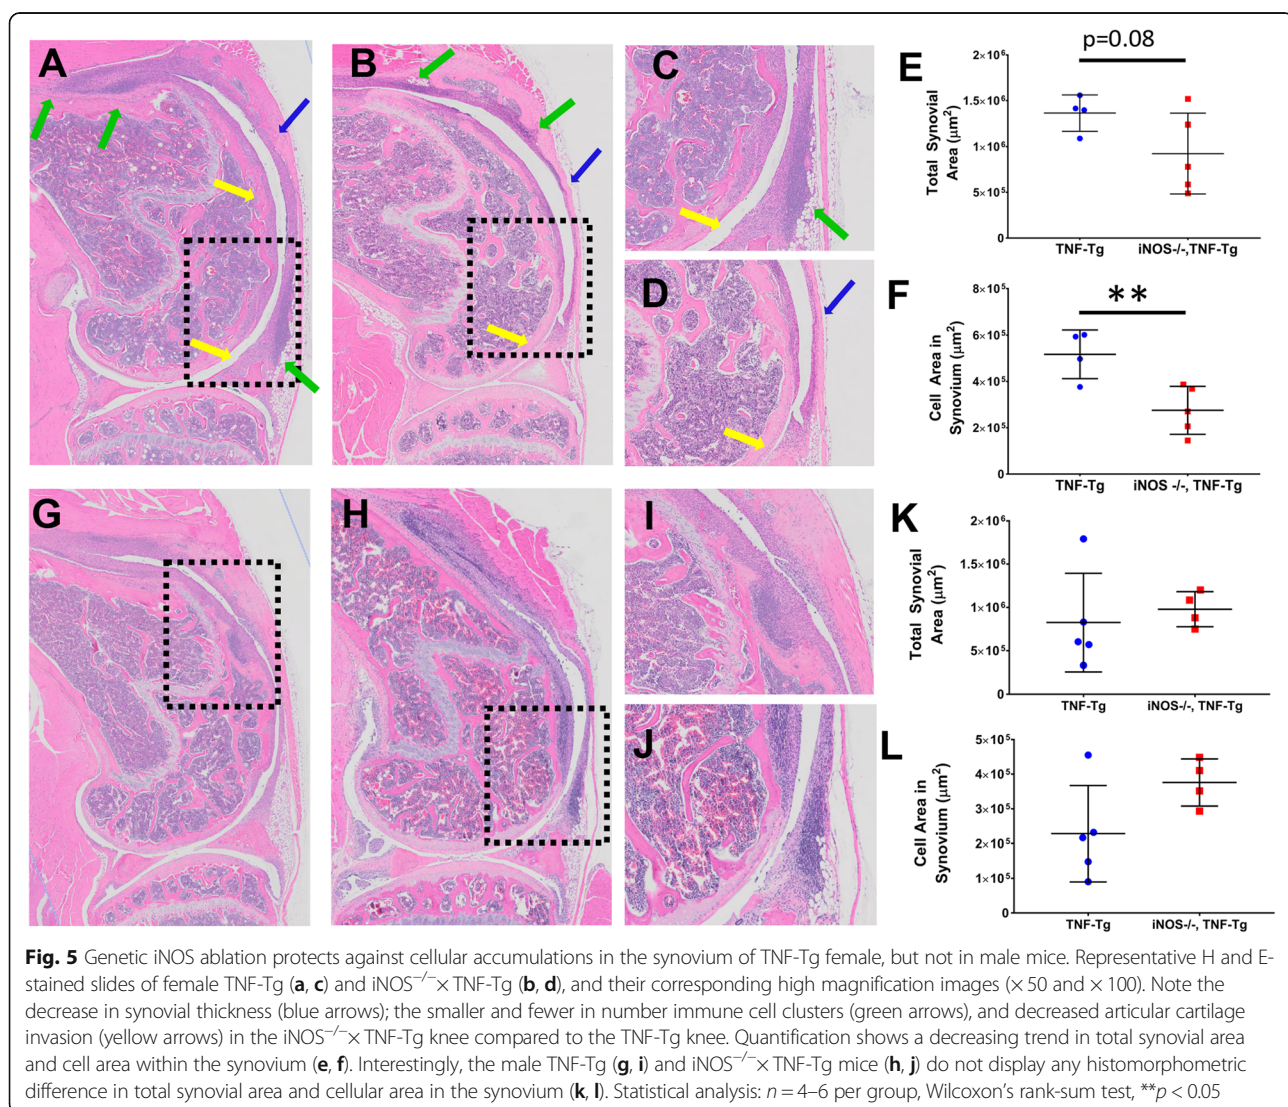 A
B
C
D
E
p=0.08
2×10⁶
1.5×10⁶
1×10⁶
5×10⁵
0
Total Synovial
Area (μm²)
TNF-Tg
iNOS-/-,TNF-Tg
F
**
8×10⁵
6×10⁵
4×10⁵
2×10⁵
0
Cell Area in
Synovium (μm²)
TNF-Tg
iNOS -/-, TNF-Tg
G
H
I
J
K
2×10⁶
1.5×10⁶
1×10⁶
5×10⁵
0
Total Synovial
Area (μm²)
TNF-Tg
iNOS-/-, TNF-Tg
L
5×10⁵
4×10⁵
3×10⁵
2×10⁵
1×10⁵
0
Cell Area in
Synovium (μm²)
TNF-Tg
iNOS-/-, TNF-Tg
Fig. 5 Genetic iNOS ablation protects against cellular accumulations in the synovium of TNF-Tg female, but not in male mice. Representative H and E-
stained slides of female TNF-Tg (a, c) and iNOS⁻/⁻ × TNF-Tg (b, d), and their corresponding high magnification images (× 50 and × 100). Note the
decrease in synovial thickness (blue arrows); the smaller and fewer in number immune cell clusters (green arrows), and decreased articular cartilage
invasion (yellow arrows) in the iNOS⁻/⁻ × TNF-Tg knee compared to the TNF-Tg knee. Quantification shows a decreasing trend in total synovial area
and cell area within the synovium (e, f). Interestingly, the male TNF-Tg (g, i) and iNOS⁻/⁻ × TNF-Tg mice (h, j) do not display any histomorphometric
difference in total synovial area and cellular area in the synovium (k, l). Statistical analysis: n = 4–6 per group, Wilcoxon’s rank-sum test, **p < 0.05